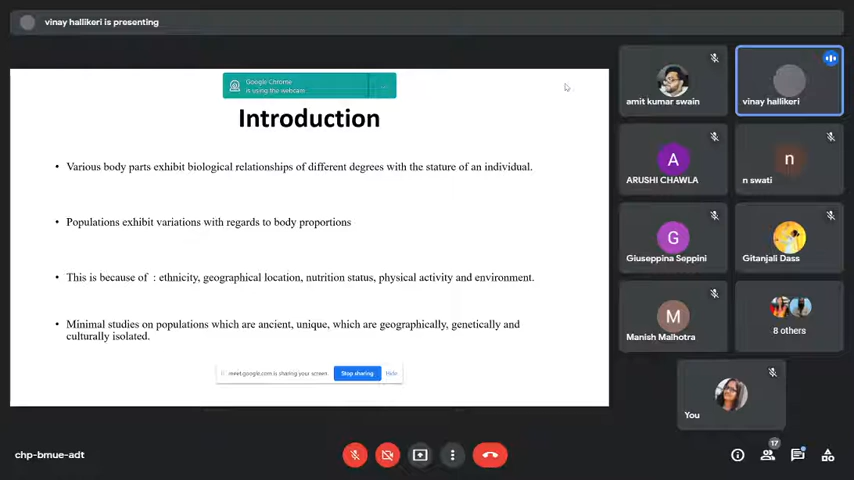 vinay hallikeri is presenting
Google Chrome
is using the webcam
Introduction
• Various body parts exhibit biological relationships of different degrees with the stature of an individual.
• Populations exhibit variations with regards to body proportions
• This is because of : ethnicity, geographical location, nutrition status, physical activity and environment.
• Minimal studies on populations which are ancient, unique, which are geographically, genetically and
culturally isolated.
meet.google.com is sharing your screen.
Stop sharing
Hide
amit kumar swain
vinay hallikeri
A
ARUSHI CHAWLA
n
n swati
G
Giuseppina Seppini
Gitanjali Dass
M
Manish Malhotra
8 others
You
chp-bmue-adt
17